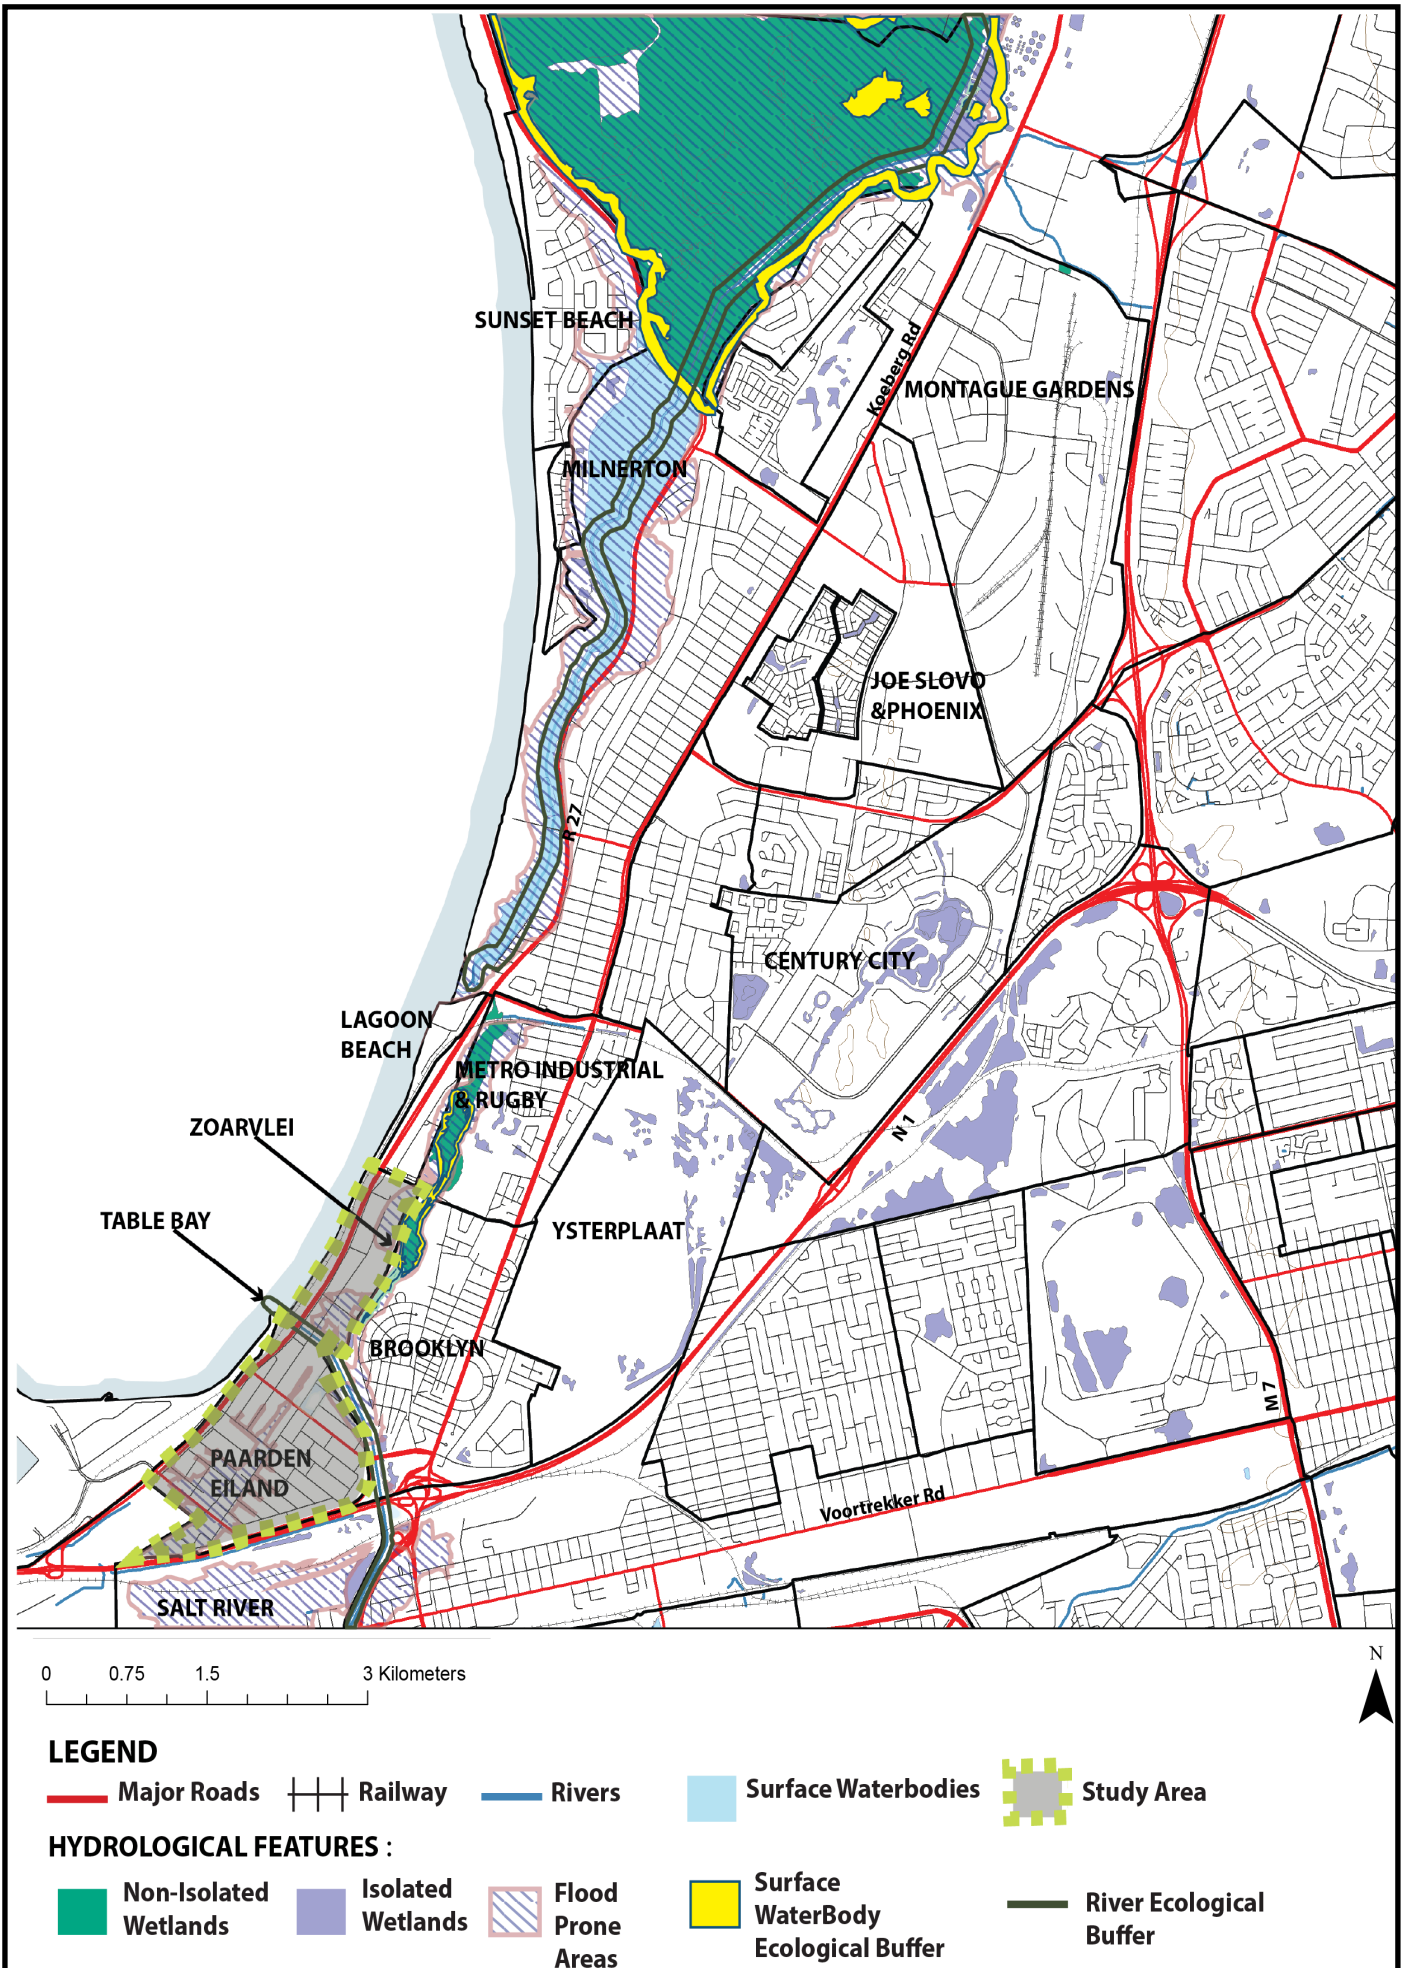 SUNSET BEACH
Koeberg Rd
MONTAGUE GARDENS
MILNERTON
JOE SLOVO
&PHOENIX
R 27
CENTURY CITY
LAGOON
BEACH
METRO INDUSTRIAL
& RUGBY
ZOARVLEI
N 1
TABLE BAY
YSTERPLAAT
BROOKLYN
M 7
PAARDEN
EILAND
Voortrekker Rd
SALT RIVER
0 0.75 1.5 3 Kilometers
N
LEGEND
Major Roads
Railway
Rivers
Surface Waterbodies
Study Area
HYDROLOGICAL FEATURES :
Non-Isolated
Wetlands
Isolated
Wetlands
Flood
Prone
Areas
Surface
WaterBody
Ecological Buffer
River Ecological
Buffer